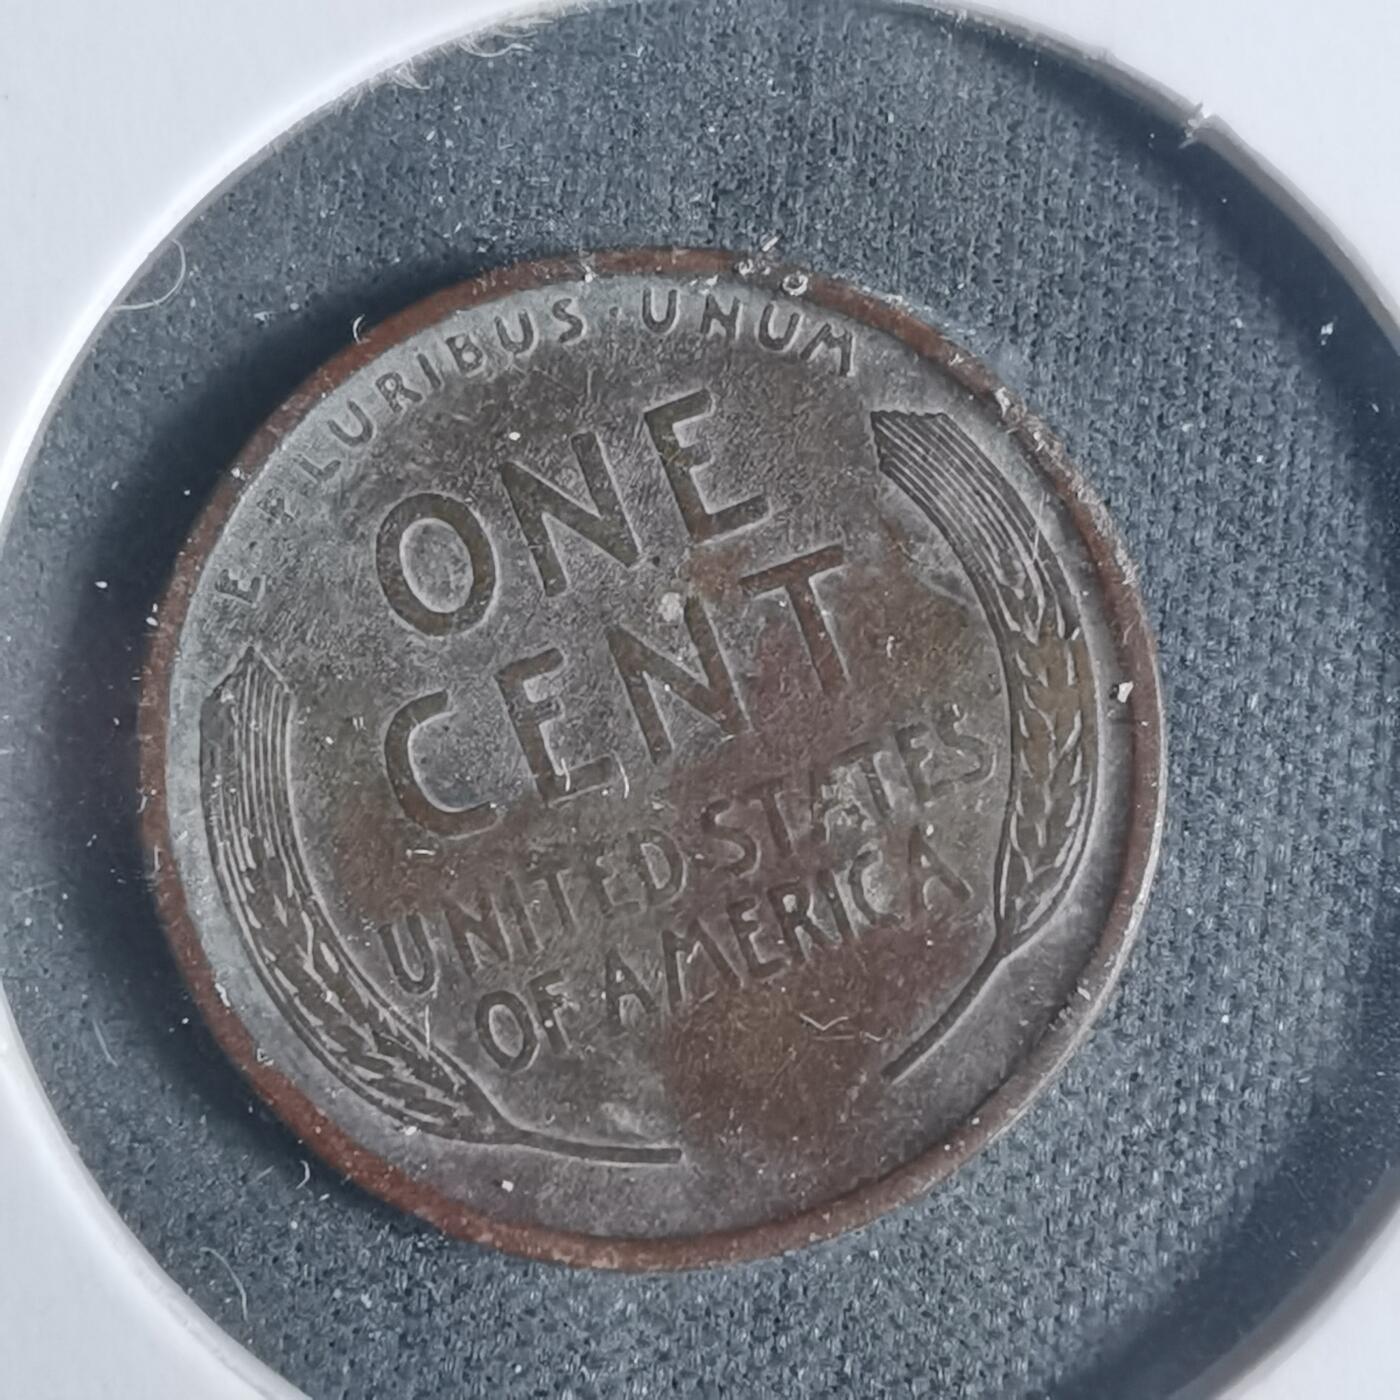 E PLURIBUS · UNUM
ONE
CENT
UNITED·STATES
OF AMERICA